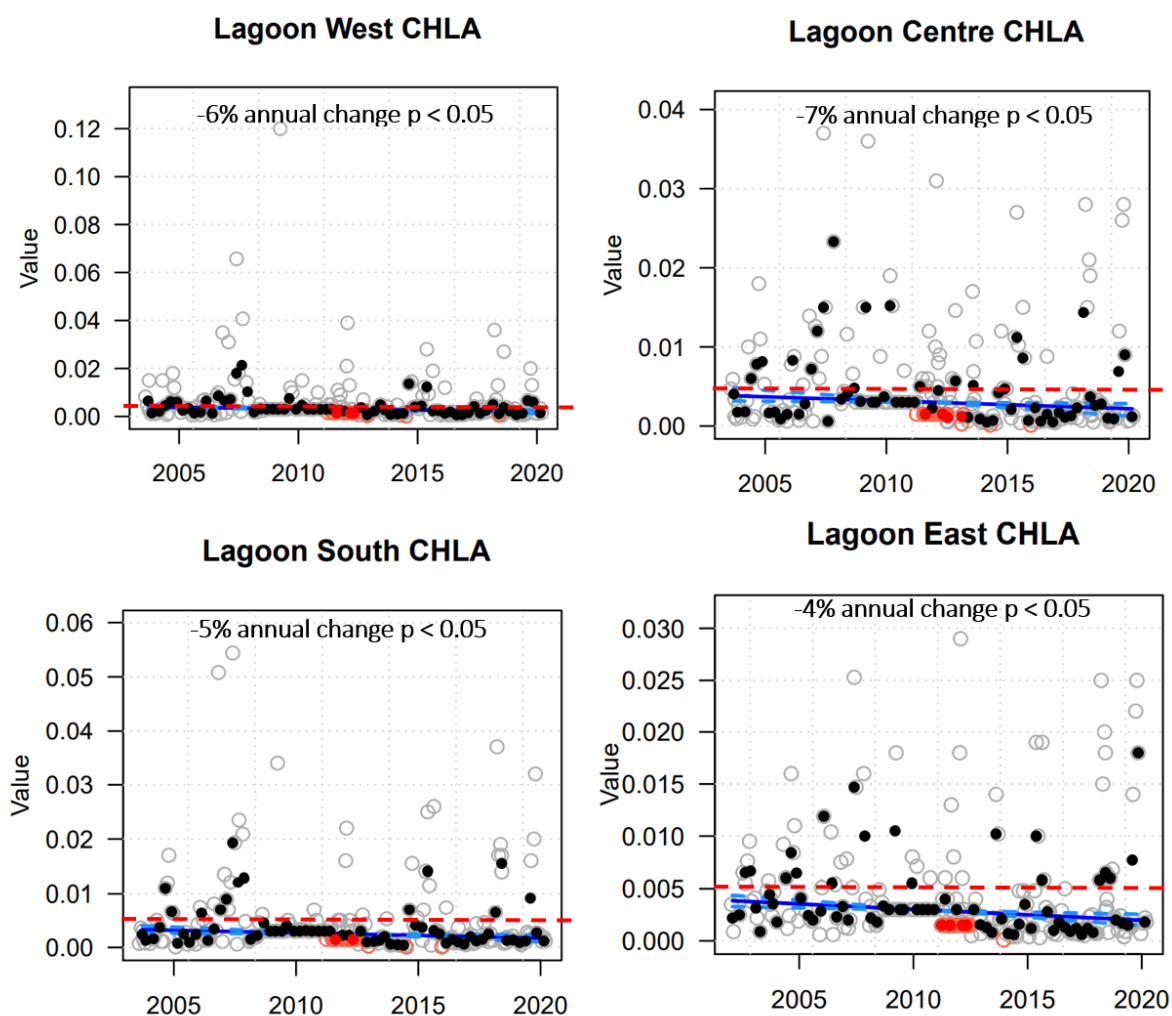 Lagoon West CHLA
-6% annual change p < 0.05
Value
0.12
0.10
0.08
0.06
0.04
0.02
0.00
2005 2010 2015 2020
Lagoon Centre CHLA
-7% annual change p < 0.05
Value
0.04
0.03
0.02
0.01
0.00
2005 2010 2015 2020
Lagoon South CHLA
-5% annual change p < 0.05
Value
0.06
0.05
0.04
0.03
0.02
0.01
0.00
2005 2010 2015 2020
Lagoon East CHLA
-4% annual change p < 0.05
Value
0.030
0.025
0.020
0.015
0.010
0.005
0.000
2005 2010 2015 2020